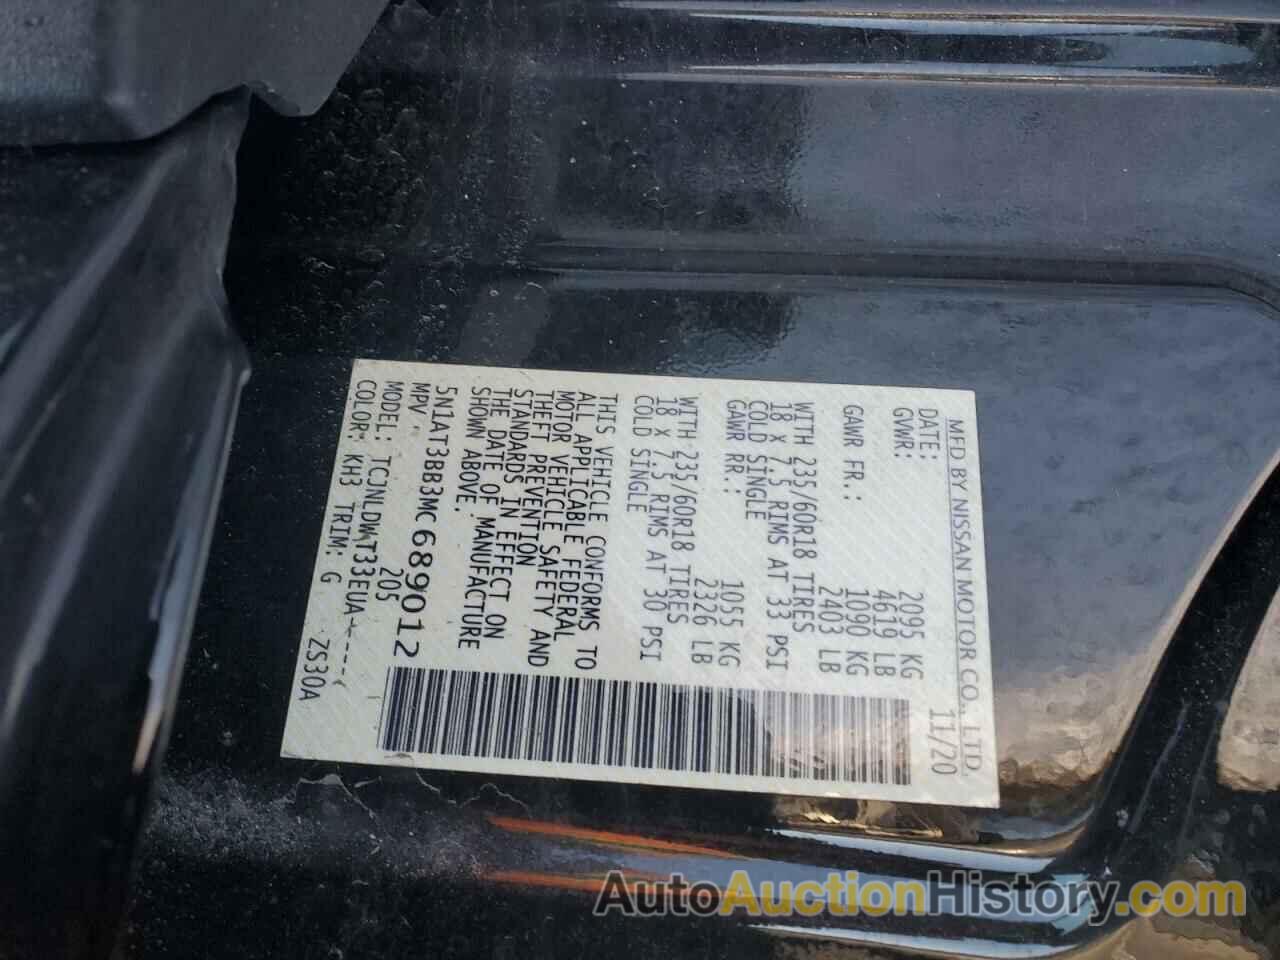 MFD BY NISSAN MOTOR CO., LTD.
DATE: 11/20
GVWR: 2095 KG
4619 LB
GAWR FR.: 1090 KG
2403 LB
WITH 235/60R18 TIRES
18 X 7.5 RIMS AT 33 PSI
COLD SINGLE
GAWR RR.: 1055 KG
2326 LB
WITH 235/60R18 TIRES
18 X 7.5 RIMS AT 30 PSI
COLD SINGLE
THIS VEHICLE CONFORMS TO
ALL APPLICABLE FEDERAL
MOTOR VEHICLE SAFETY AND
THEFT PREVENTION
STANDARDS IN EFFECT ON
THE DATE OF MANUFACTURE
SHOWN ABOVE.
5N1AT3BB3MC689012
MPV 205
MODEL: TCJNLDWT33EUA-----
COLOR: KH3 TRIM: G ZS30A
AutoAuctionHistory.com